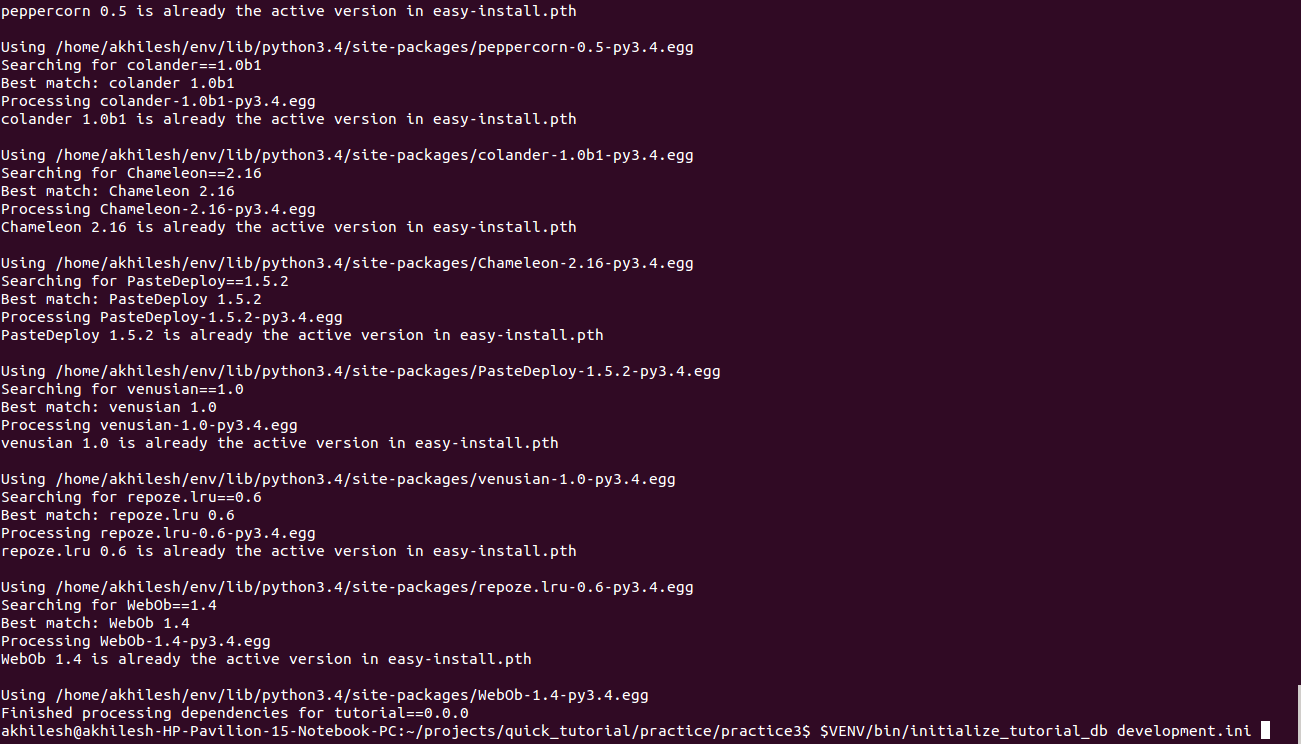 peppercorn 0.5 is already the active version in easy-install.pth
Using /home/akhilesh/env/lib/python3.4/site-packages/peppercorn-0.5-py3.4.egg
Searching for colander==1.0b1
Best match: colander 1.0b1
Processing colander-1.0b1-py3.4.egg
colander 1.0b1 is already the active version in easy-install.pth
Using /home/akhilesh/env/lib/python3.4/site-packages/colander-1.0b1-py3.4.egg
Searching for Chameleon==2.16
Best match: Chameleon 2.16
Processing Chameleon-2.16-py3.4.egg
Chameleon 2.16 is already the active version in easy-install.pth
Using /home/akhilesh/env/lib/python3.4/site-packages/Chameleon-2.16-py3.4.egg
Searching for PasteDeploy==1.5.2
Best match: PasteDeploy 1.5.2
Processing PasteDeploy-1.5.2-py3.4.egg
PasteDeploy 1.5.2 is already the active version in easy-install.pth
Using /home/akhilesh/env/lib/python3.4/site-packages/PasteDeploy-1.5.2-py3.4.egg
Searching for venusian==1.0
Best match: venusian 1.0
Processing venusian-1.0-py3.4.egg
venusian 1.0 is already the active version in easy-install.pth
Using /home/akhilesh/env/lib/python3.4/site-packages/venusian-1.0-py3.4.egg
Searching for repoze.lru==0.6
Best match: repoze.lru 0.6
Processing repoze.lru-0.6-py3.4.egg
repoze.lru 0.6 is already the active version in easy-install.pth
Using /home/akhilesh/env/lib/python3.4/site-packages/repoze.lru-0.6-py3.4.egg
Searching for WebOb==1.4
Best match: WebOb 1.4
Processing WebOb-1.4-py3.4.egg
WebOb 1.4 is already the active version in easy-install.pth
Using /home/akhilesh/env/lib/python3.4/site-packages/WebOb-1.4-py3.4.egg
Finished processing dependencies for tutorial==0.0.0
akhilesh@akhilesh-HP-Pavilion-15-Notebook-PC:~/projects/quick_tutorial/practice/practice3$ $VENV/bin/initialize_tutorial_db development.ini